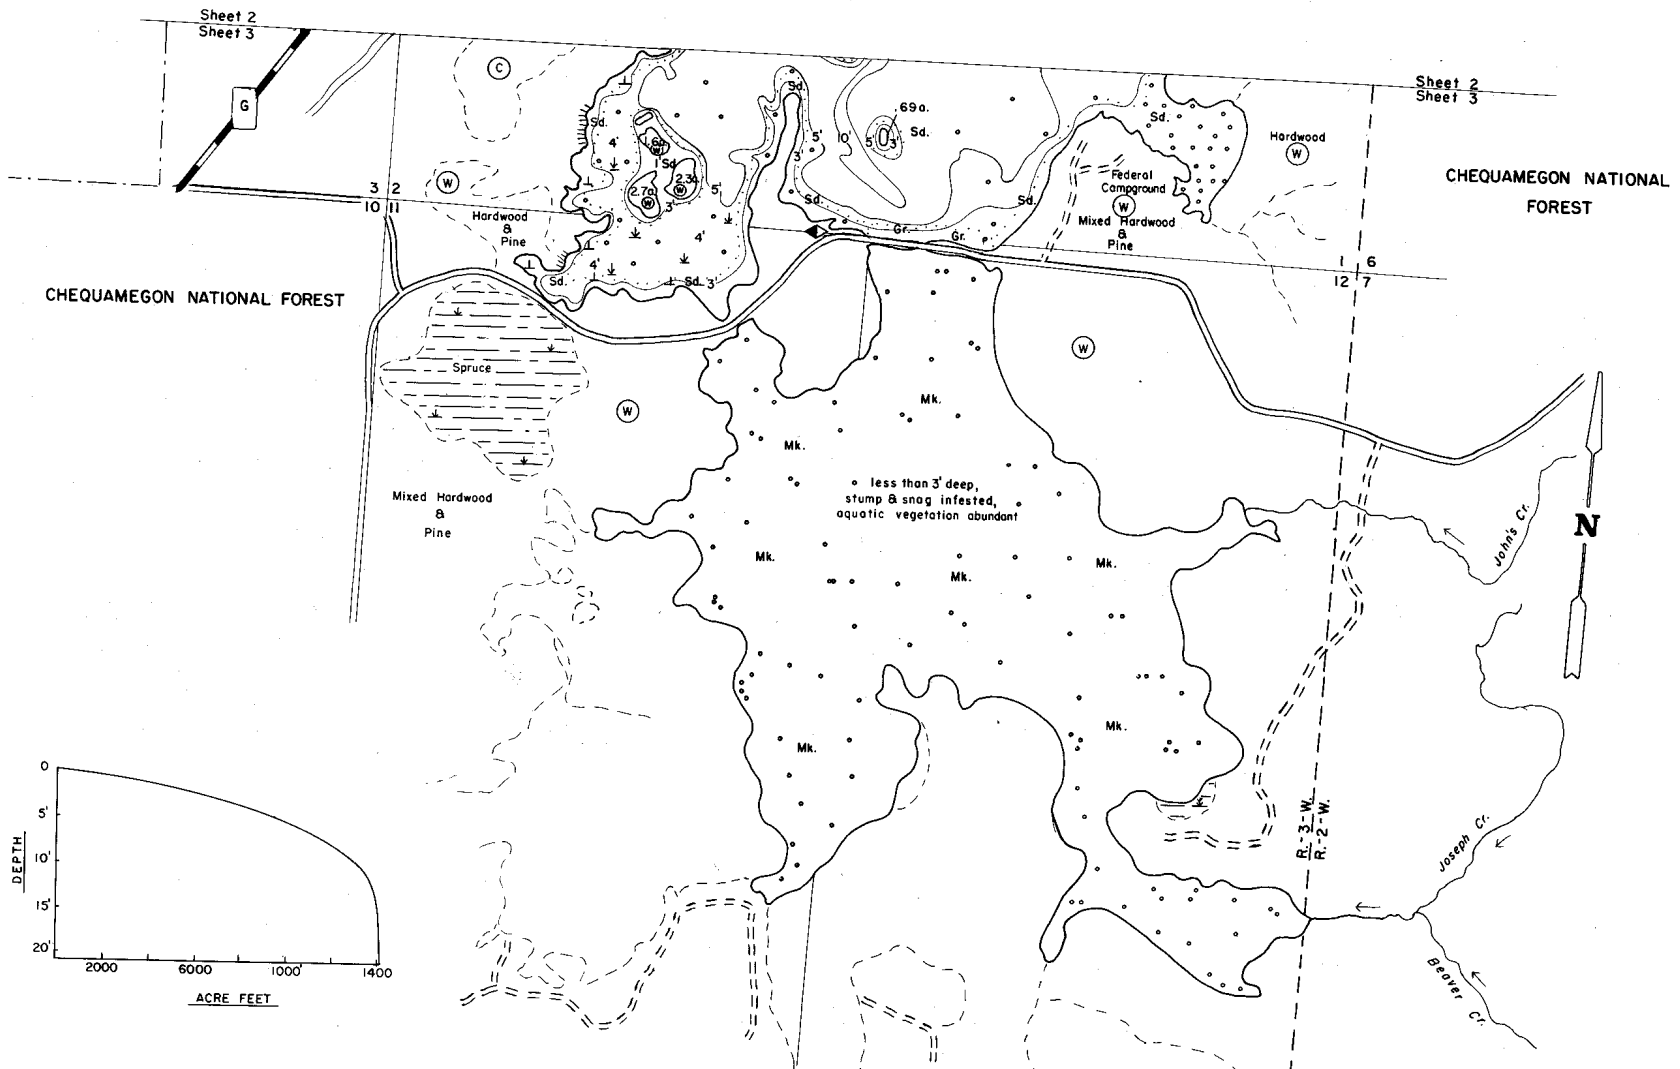 Sheet 2
Sheet 3
G
C
W
3 2
10 11
Hardwood
&
Pine
CHEQUAMEGON NATIONAL FOREST
Sd.
4'
W
Sd
2.7a
W
2.3a
W
3'
5'
4'
4'
Sd.
Sd.
3'
Sd.
5'
3'
Sd.
10'
.69a.
5
3'
Sd.
Gr.
Gr.
Sd.
Sd.
Federal
Campground
W
Mixed Hardwood
&
Pine
Hardwood
W
Sheet 2
Sheet 3
CHEQUAMEGON NATIONAL
FOREST
1 6
12 7
Spruce
W
W
Mixed Hardwood
&
Pine
Mk.
Mk.
less than 3' deep,
stump & snag infested,
aquatic vegetation abundant
Mk.
Mk.
Mk.
Mk.
Mk.
John's Cr.
N
R.-3-W.
R.-2-W.
Joseph Cr.
Beaver Cr.
0
5'
10'
15'
20'
DEPTH
2000
6000
1000'
1400
ACRE FEET